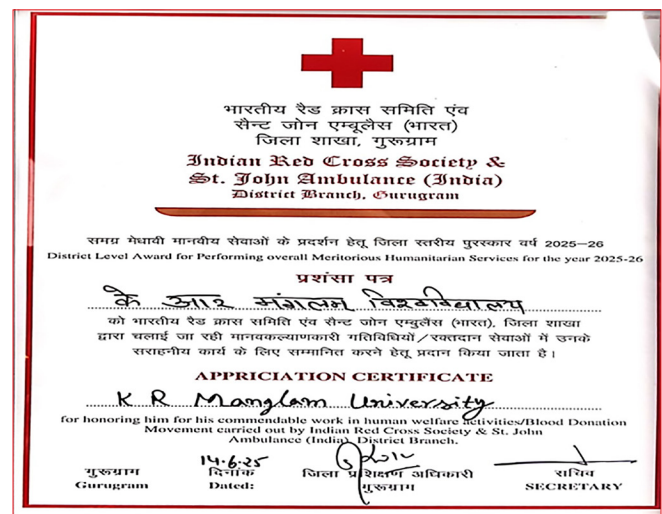 भारतीय रैड क्रास समिति एंव
सैन्ट जोन एम्बूलैस (भारत)
जिला शाखा, गुरूग्राम
Indian Red Cross Society &
St. John Ambulance (India)
District Branch, Gurugram
समग्र मेधावी मानवीय सेवाओं के प्रदर्शन हेतू जिला स्तरीय पुरस्कार वर्ष 2025–26
District Level Award for Performing overall Meritorious Humanitarian Services for the year 2025-26
प्रशंसा पत्र
के आर मंगलम विश्वविद्यालय
को भारतीय रैड क्रास समिति एंव सैन्ट जोन एम्बुलैंस (भारत), जिला शाखा
द्वारा चलाई जा रही मानवकल्याणकारी गतिविधियों/रक्तदान सेवाओं में उनके
सराहनीय कार्य के लिए सम्मानित करने हेतू प्रदान किया जाता है।
APPRICIATION CERTIFICATE
K R Manglam University
for honoring him for his commendable work in human welfare activities/Blood Donation
Movement carried out by Indian Red Cross Society & St. John
Ambulance (India), District Branch.
14.6.25
गुरूग्राम दिनांक जिला प्रशिक्षण अधिकारी सचिव
Gurugram Dated: गुरूग्राम SECRETARY